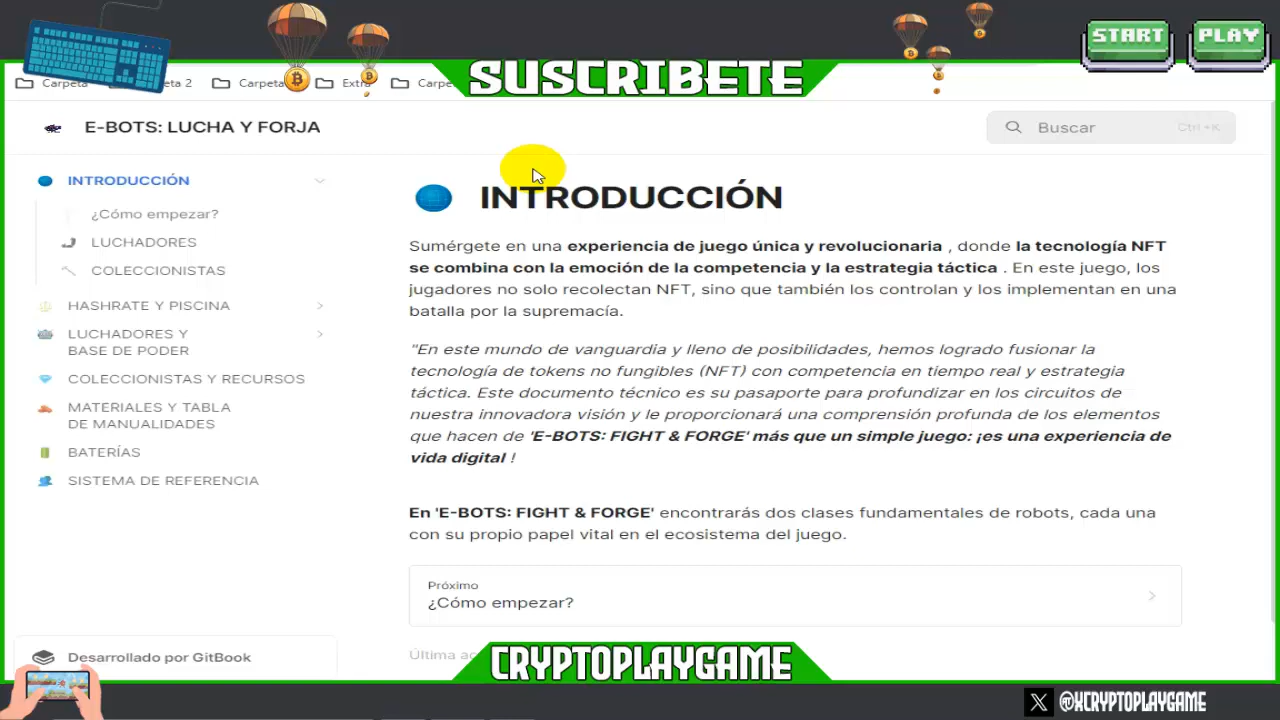 START PLAY
SUSCRIBETE
Carpeta
ta 2
Carpeta
Extra
Carpe
E-BOTS: LUCHA Y FORJA
Buscar
Ctrl +K
INTRODUCCIÓN
¿Cómo empezar?
LUCHADORES
COLECCIONISTAS
HASHRATE Y PISCINA
LUCHADORES Y
BASE DE PODER
COLECCIONISTAS Y RECURSOS
MATERIALES Y TABLA
DE MANUALIDADES
BATERÍAS
SISTEMA DE REFERENCIA
Desarrollado por GitBook
INTRODUCCIÓN
Sumérgete en una experiencia de juego única y revolucionaria , donde la tecnología NFT
se combina con la emoción de la competencia y la estrategia táctica . En este juego, los
jugadores no solo recolectan NFT, sino que también los controlan y los implementan en una
batalla por la supremacía.
"En este mundo de vanguardia y lleno de posibilidades, hemos logrado fusionar la
tecnología de tokens no fungibles (NFT) con competencia en tiempo real y estrategia
táctica. Este documento técnico es su pasaporte para profundizar en los circuitos de
nuestra innovadora visión y le proporcionará una comprensión profunda de los elementos
que hacen de 'E-BOTS: FIGHT & FORGE' más que un simple juego: ¡es una experiencia de
vida digital !
En 'E-BOTS: FIGHT & FORGE' encontrarás dos clases fundamentales de robots, cada una
con su propio papel vital en el ecosistema del juego.
Próximo
¿Cómo empezar?
Última ac
CRYPTOPLAYGAME
X @XCRYPTOPLAYGAME